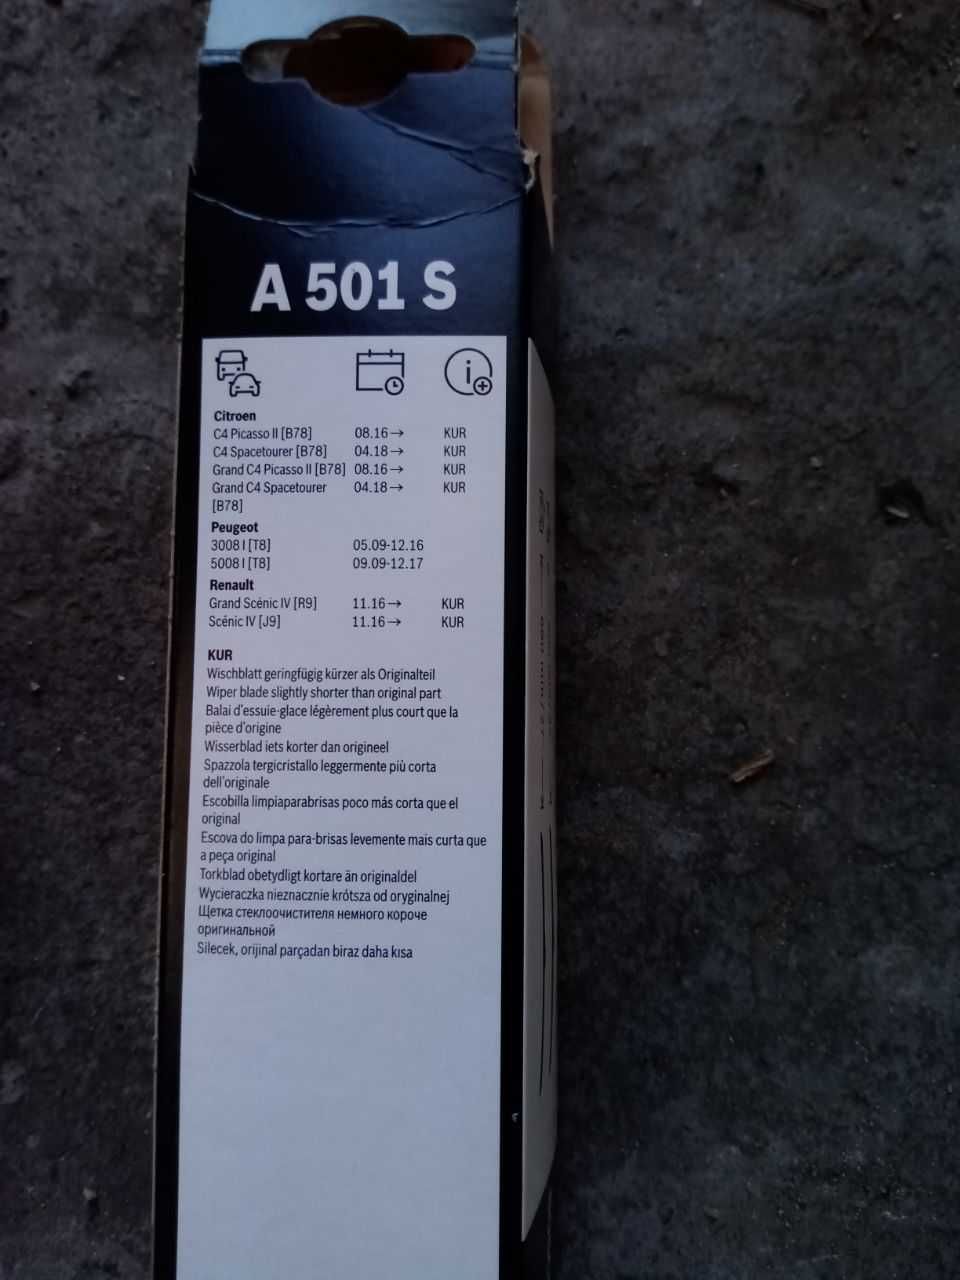 A 501 S
Citroen
C4 Picasso II [B78] 08.16→ KUR
C4 Spacetourer [B78] 04.18→ KUR
Grand C4 Picasso II [B78] 08.16→ KUR
Grand C4 Spacetourer 04.18→ KUR
[B78]
Peugeot
3008 I [T8] 05.09-12.16
5008 I [T8] 09.09-12.17
Renault
Grand Scénic IV [R9] 11.16→ KUR
Scénic IV [J9] 11.16→ KUR
KUR
Wischblatt geringfügig kürzer als Originalteil
Wiper blade slightly shorter than original part
Balai d'essuie-glace légèrement plus court que la
pièce d'origine
Wisserblad iets korter dan origineel
Spazzola tergicristallo leggermente più corta
dell'originale
Escobilla limpiaparabrisas poco más corta que el
original
Escova do limpa para-brisas levemente mais curta que
a peça original
Torkblad obetydligt kortare än originaldel
Wycieraczka nieznacznie krótsza od oryginalnej
Щетка стеклоочистителя немного короче
оригинальной
Silecek, orijinal parçadan biraz daha kısa